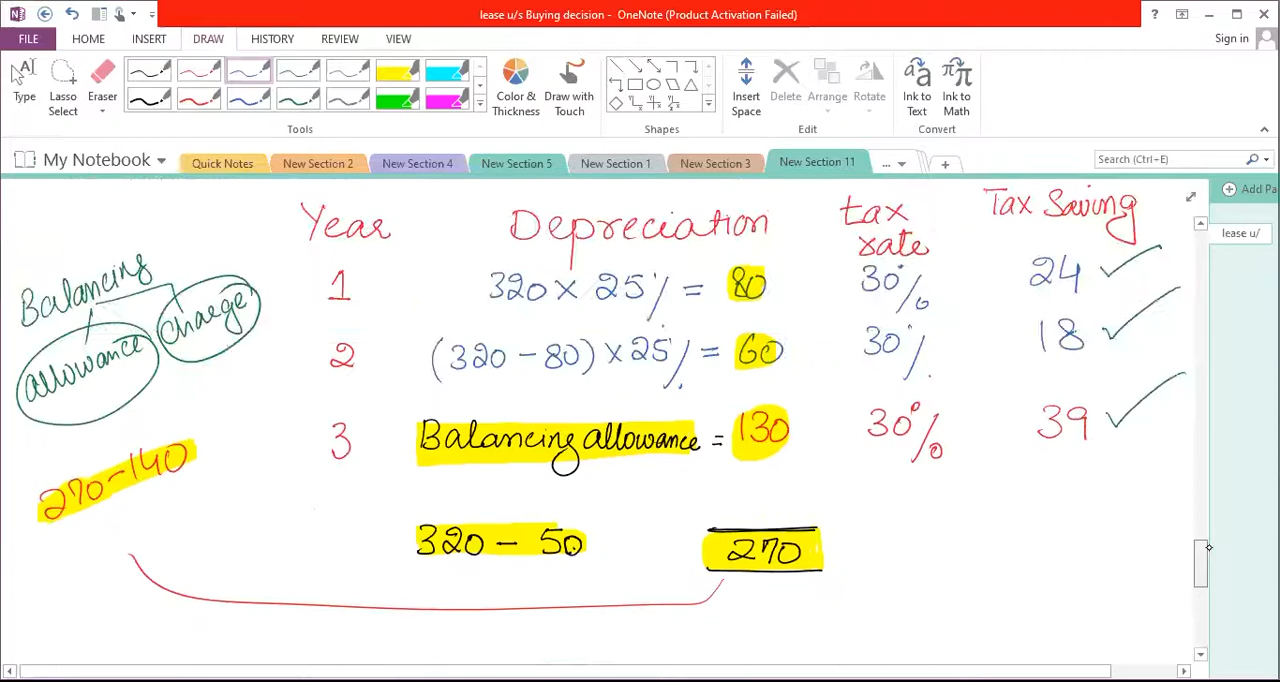 lease u/s Buying decision - OneNote (Product Activation Failed)
FILE HOME INSERT DRAW HISTORY REVIEW VIEW
Sign in
Type
Lasso Select
Eraser
Color & Thickness
Draw with Touch
Insert Space
Delete
Arrange
Rotate
Ink to Text
Ink to Math
Tools
Shapes
Edit
Convert
My Notebook
Quick Notes
New Section 2
New Section 4
New Section 5
New Section 1
New Section 3
New Section 11
...
Search (Ctrl+E)
Add Pa
lease u/
Year Depreciation tax rate Tax Saving
1 320 × 25% = 80 30% 24 ✓
2 (320 - 80) × 25% = 60 30% 18 ✓
3 Balancing allowance = 130 30% 39 ✓
320 - 50 270
Balancing
allowance charge
270-140